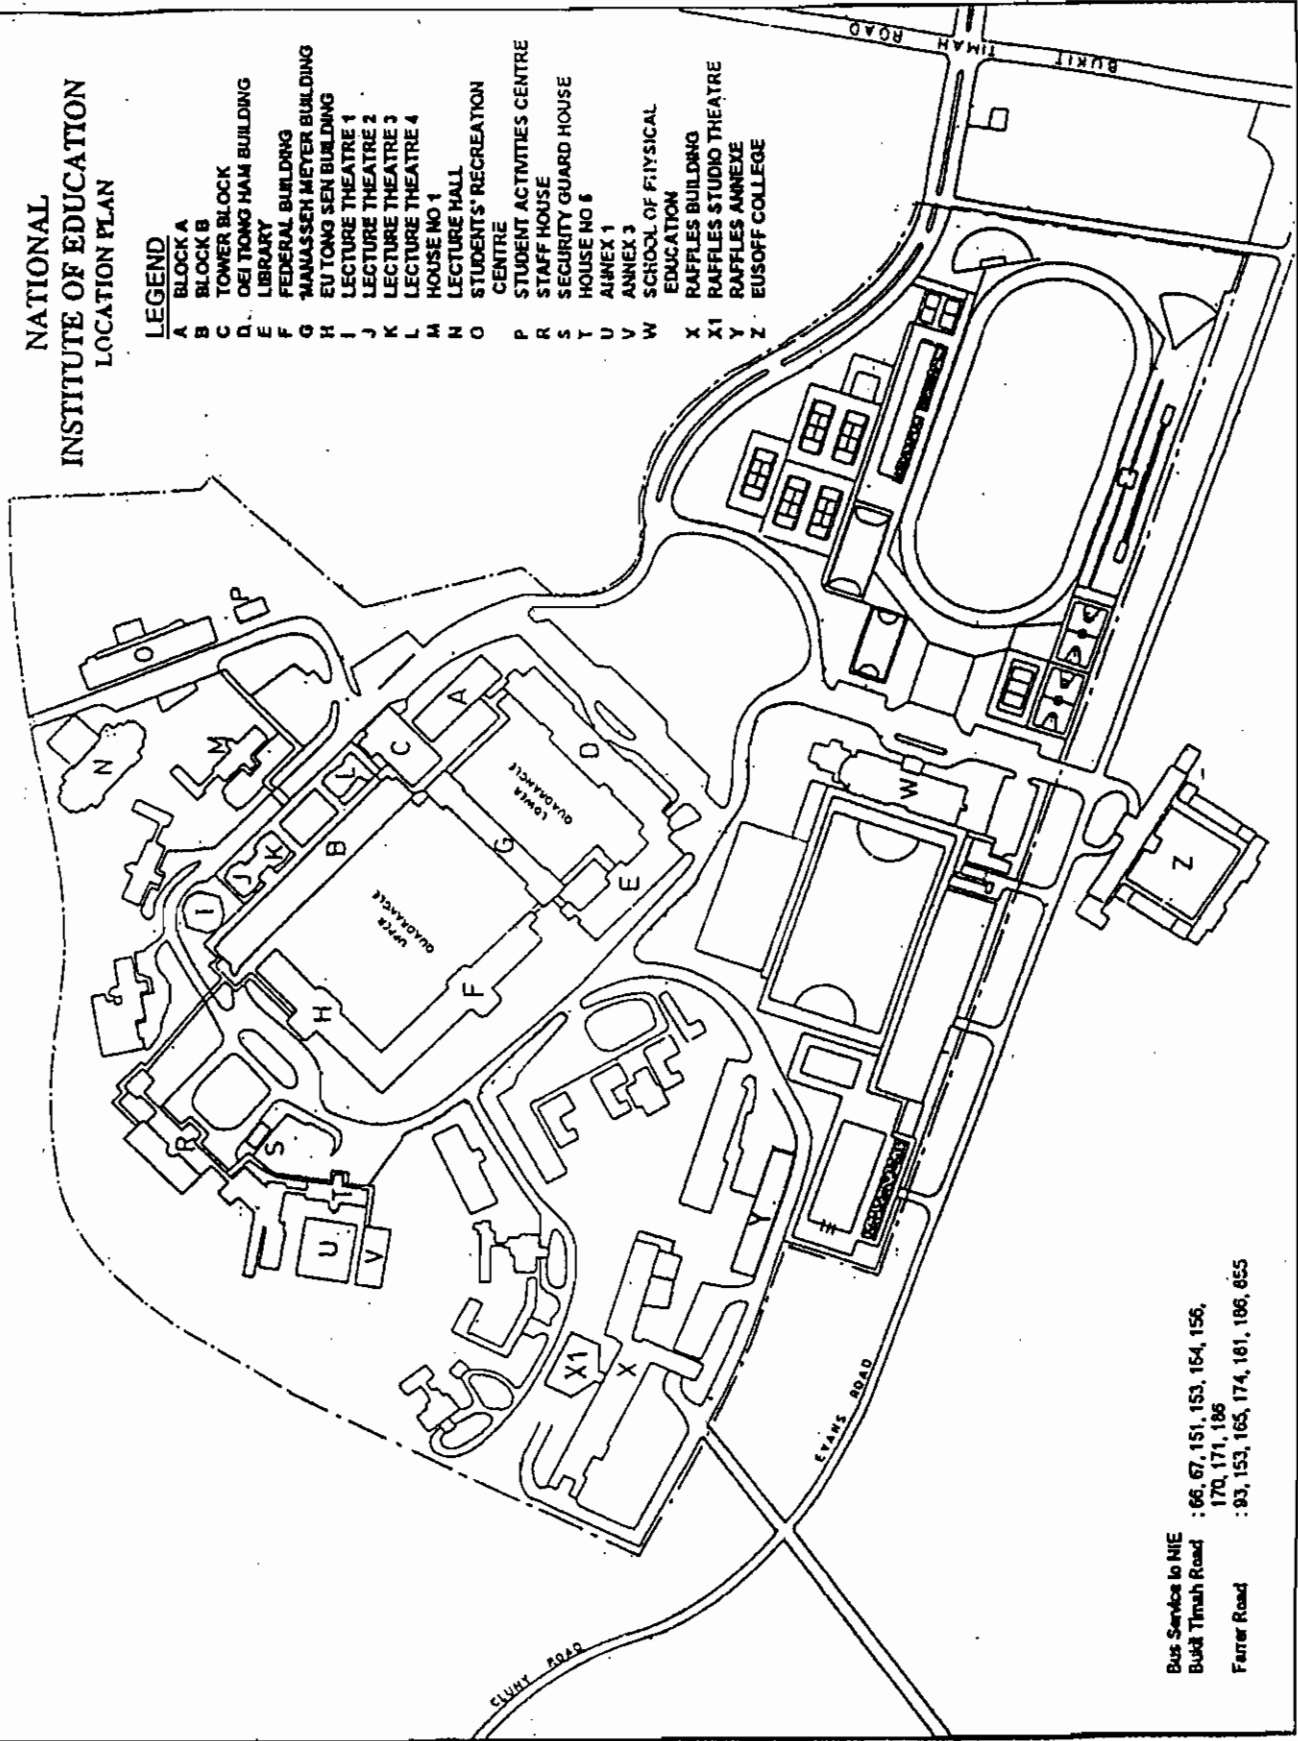 NATIONAL
INSTITUTE OF EDUCATION
LOCATION PLAN
LEGEND
A BLOCK A
B BLOCK B
C TOWER BLOCK
D OEI TIONG HAM BUILDING
E LIBRARY
F FEDERAL BUILDING
G MANASSEH MEYER BUILDING
H EU TONG SEN BUILDING
I LECTURE THEATRE 1
J LECTURE THEATRE 2
K LECTURE THEATRE 3
L LECTURE THEATRE 4
M HOUSE NO 1
N LECTURE HALL
O STUDENTS' RECREATION
CENTRE
P STUDENT ACTIVITIES CENTRE
R STAFF HOUSE
S SECURITY GUARD HOUSE
T HOUSE NO 6
U ANNEX 1
V ANNEX 3
W SCHOOL OF PHYSICAL
EDUCATION
X RAFFLES BUILDING
X1 RAFFLES STUDIO THEATRE
Y RAFFLES ANNEXE
Z EUSOFF COLLEGE
BUKIT TIMAH ROAD
O
P
N
M
A
C
L
D
LOWER
QUADRANGLE
B
G
K
J
I
E
UPPER
QUADRANGLE
F
H
R
S
T
U
V
W
Z
Y
X1
X
EVANS ROAD
CLUNY ROAD
Bus Service to NIE
Bukit Timah Road : 66, 67, 151, 153, 154, 156,
170, 171, 186
Farrer Road : 93, 153, 165, 174, 181, 186, 855